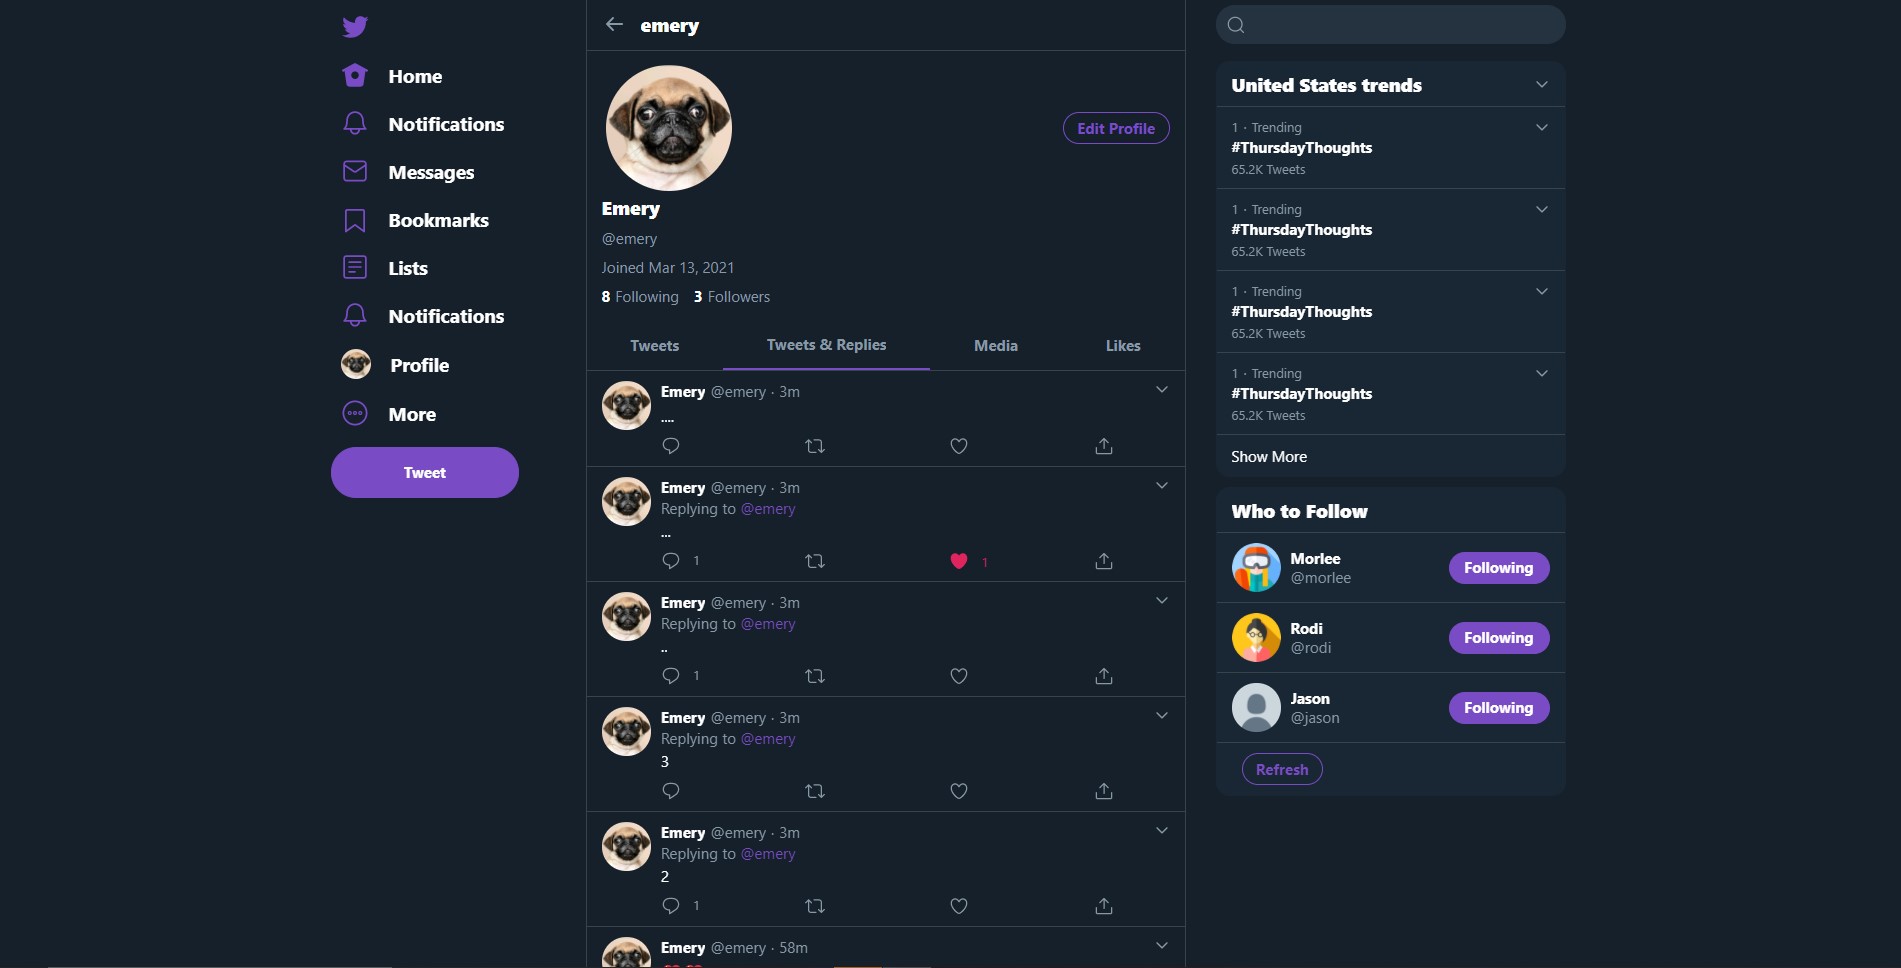 Home
Notifications
Messages
Bookmarks
Lists
Notifications
Profile
More
Tweet
emery
Edit Profile
Emery
@emery
Joined Mar 13, 2021
8 Following 3 Followers
Tweets Tweets & Replies Media Likes
Emery @emery · 3m
....
Emery @emery · 3m
Replying to @emery
...
1 1
Emery @emery · 3m
Replying to @emery
..
1
Emery @emery · 3m
Replying to @emery
3
Emery @emery · 3m
Replying to @emery
2
1
Emery @emery · 58m
United States trends
1 · Trending
#ThursdayThoughts
65.2K Tweets
1 · Trending
#ThursdayThoughts
65.2K Tweets
1 · Trending
#ThursdayThoughts
65.2K Tweets
1 · Trending
#ThursdayThoughts
65.2K Tweets
Show More
Who to Follow
Morlee
@morlee
Following
Rodi
@rodi
Following
Jason
@jason
Following
Refresh